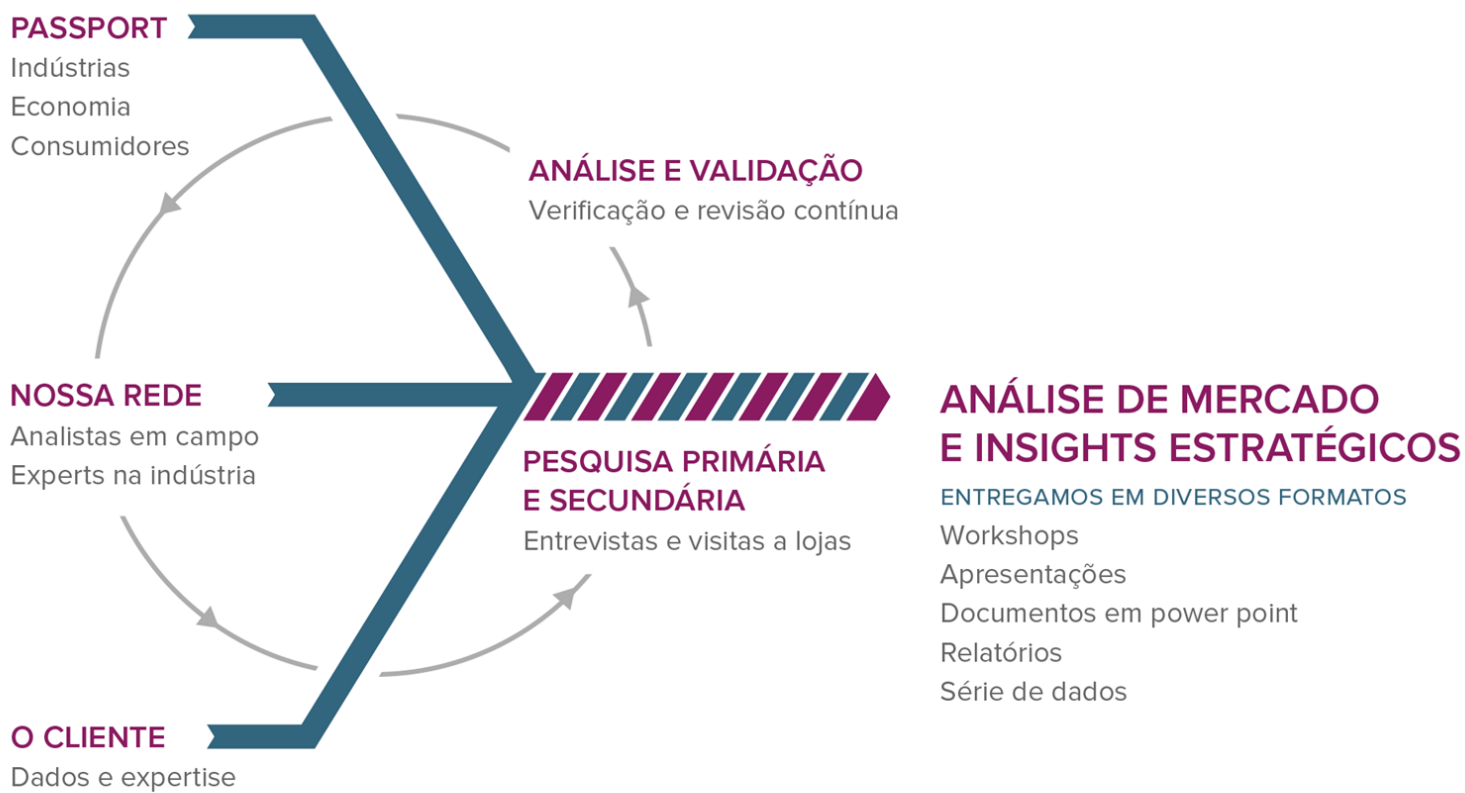 PASSPORT
Indústrias
Economia
Consumidores
ANÁLISE E VALIDAÇÃO
Verificação e revisão contínua
NOSSA REDE
Analistas em campo
Experts na indústria
PESQUISA PRIMÁRIA
E SECUNDÁRIA
Entrevistas e visitas a lojas
O CLIENTE
Dados e expertise
ANÁLISE DE MERCADO
E INSIGHTS ESTRATÉGICOS
ENTREGAMOS EM DIVERSOS FORMATOS
Workshops
Apresentações
Documentos em power point
Relatórios
Série de dados